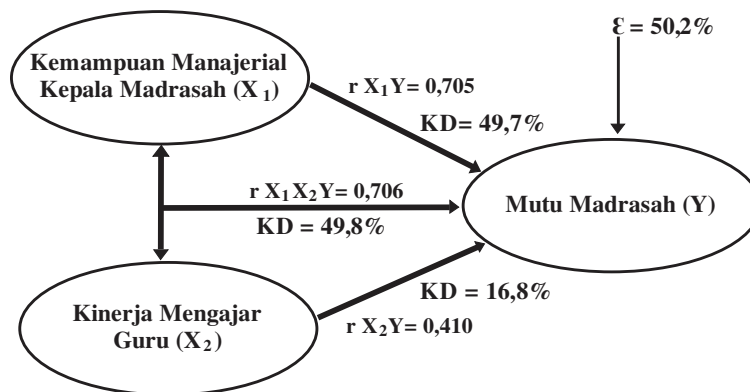 Ɛ = 50,2%
Kemampuan Manajerial
Kepala Madrasah (X₁)
r X₁Y= 0,705
KD= 49,7%
r X₁X₂Y= 0,706
KD = 49,8%
Mutu Madrasah (Y)
KD = 16,8%
r X₂Y= 0,410
Kinerja Mengajar
Guru (X₂)